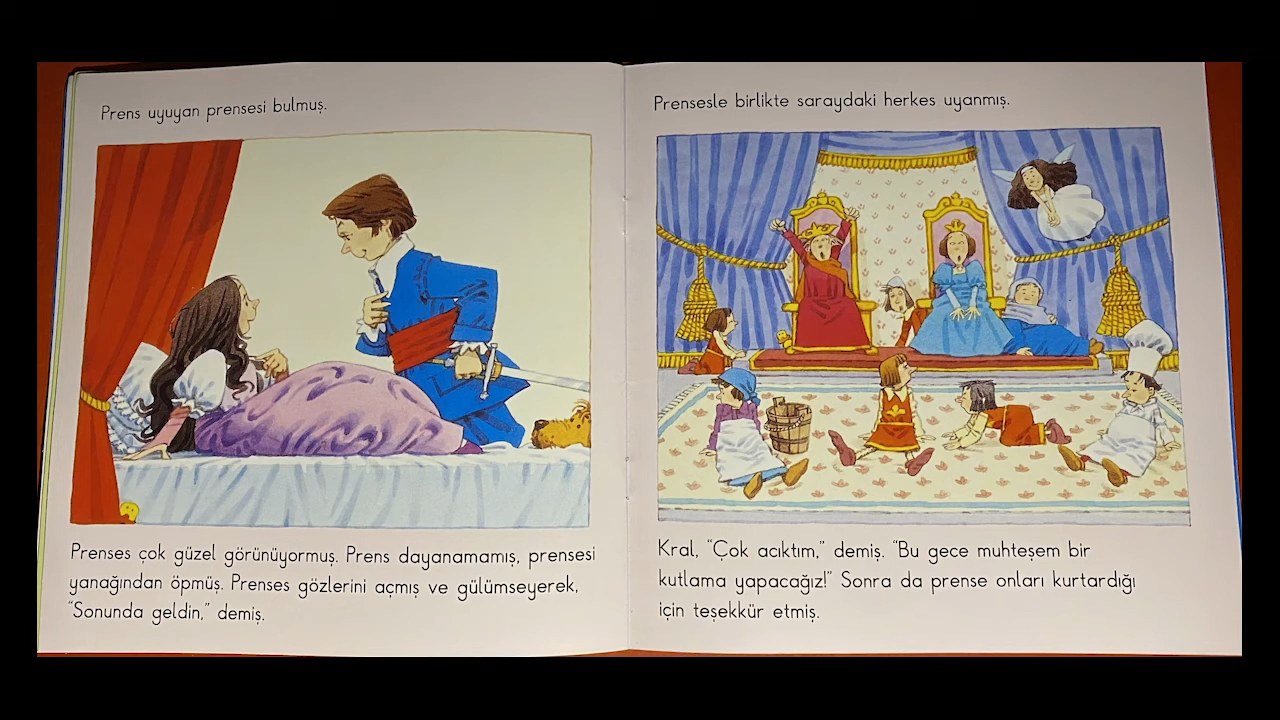 Prens uyuyan prensesi bulmuş.
Prenses çok güzel görünüyormuş. Prens dayanamamış, prensesi
yanağından öpmüş. Prenses gözlerini açmış ve gülümseyerek,
“Sonunda geldin,” demiş.
Prensesle birlikte saraydaki herkes uyanmış.
Kral, “Çok acıktım,” demiş. “Bu gece muhteşem bir
kutlama yapacağız!” Sonra da prense onları kurtardığı
için teşekkür etmiş.